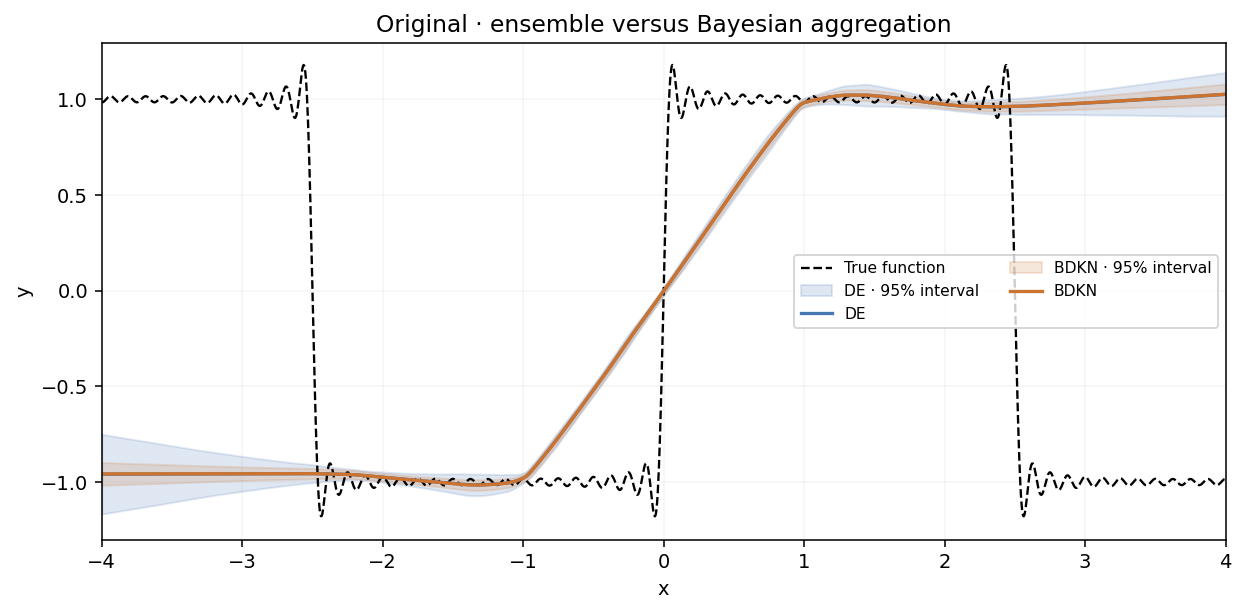 Original · ensemble versus Bayesian aggregation
y
1.0
0.5
0.0
−0.5
−1.0
True function
DE · 95% interval
DE
BDKN · 95% interval
BDKN
−4 −3 −2 −1 0 1 2 3 4
x